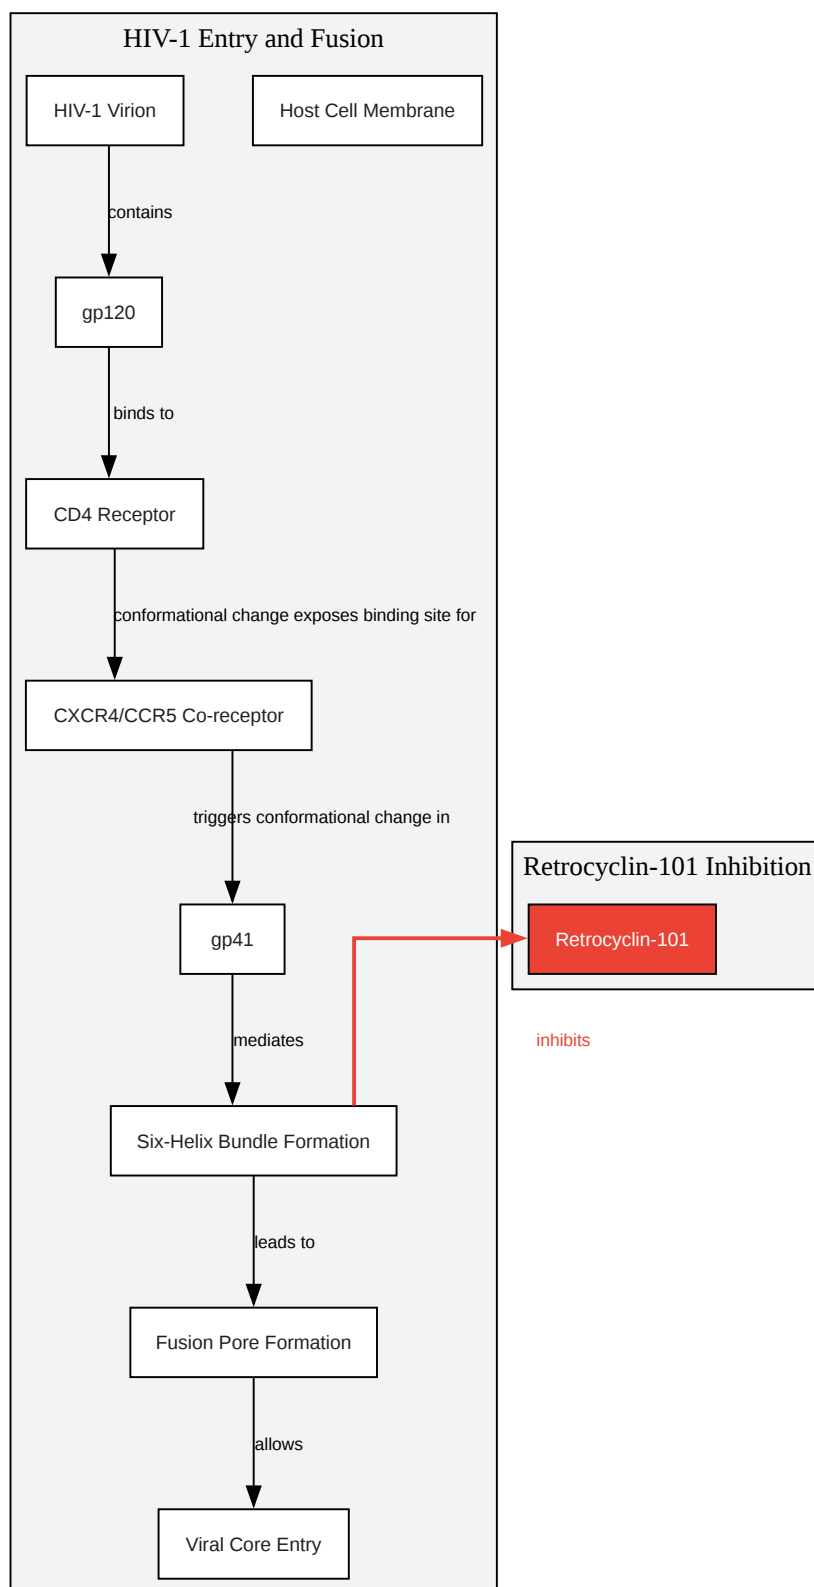 HIV-1 Entry and Fusion
HIV-1 Virion
Host Cell Membrane
contains
gp120
binds to
CD4 Receptor
conformational change exposes binding site for
CXCR4/CCR5 Co-receptor
triggers conformational change in
Retrocyclin-101 Inhibition
gp41
Retrocyclin-101
mediates
inhibits
Six-Helix Bundle Formation
leads to
Fusion Pore Formation
allows
Viral Core Entry